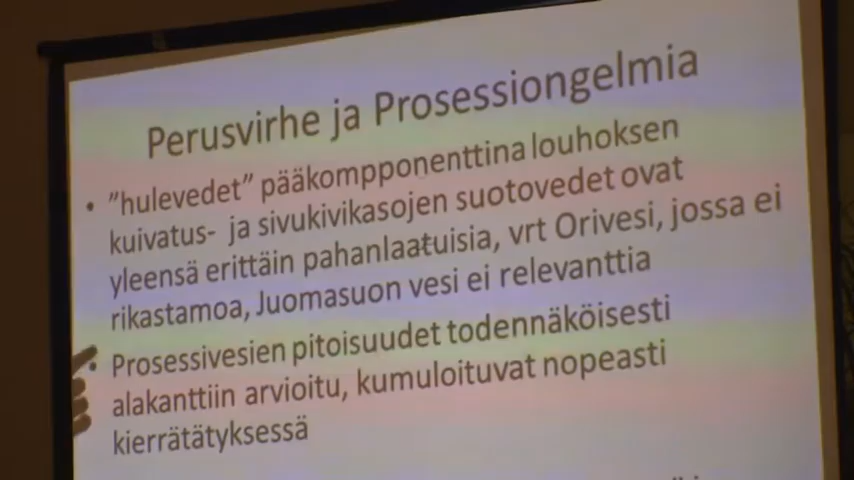 Perusvirhe ja Prosessiongelmia
• "hulevedet" pääkompponenttina louhoksen
kuivatus- ja sivukivikasojen suotovedet ovat
yleensä erittäin pahanlaatuisia, vrt Orivesi, jossa ei
rikastamoa, Juomasuon vesi ei relevanttia
• Prosessivesien pitoisuudet todennäköisesti
alakanttiin arvioitu, kumuloituvat nopeasti
kierrätätyksessä